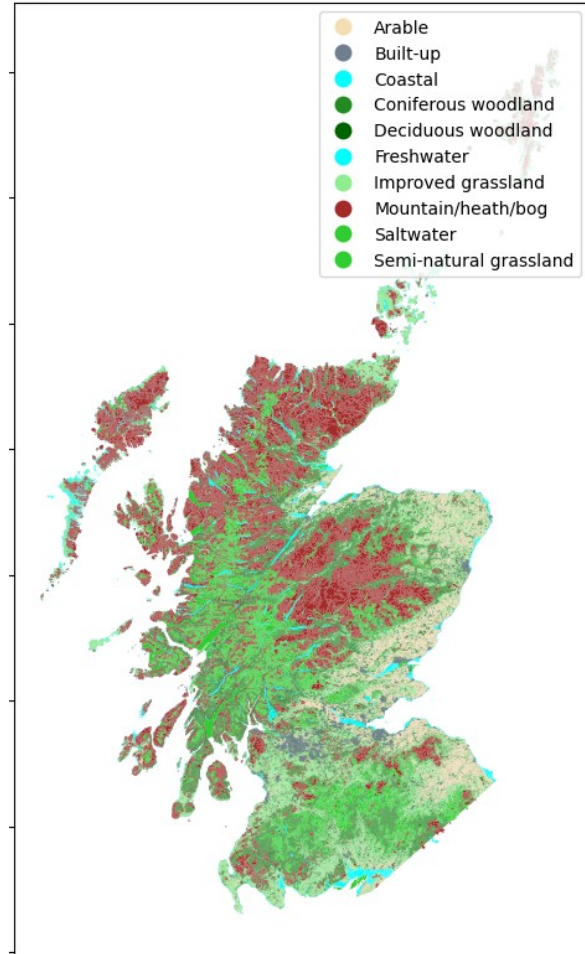 Arable
Built-up
Coastal
Coniferous woodland
Deciduous woodland
Freshwater
Improved grassland
Mountain/heath/bog
Saltwater
Semi-natural grassland